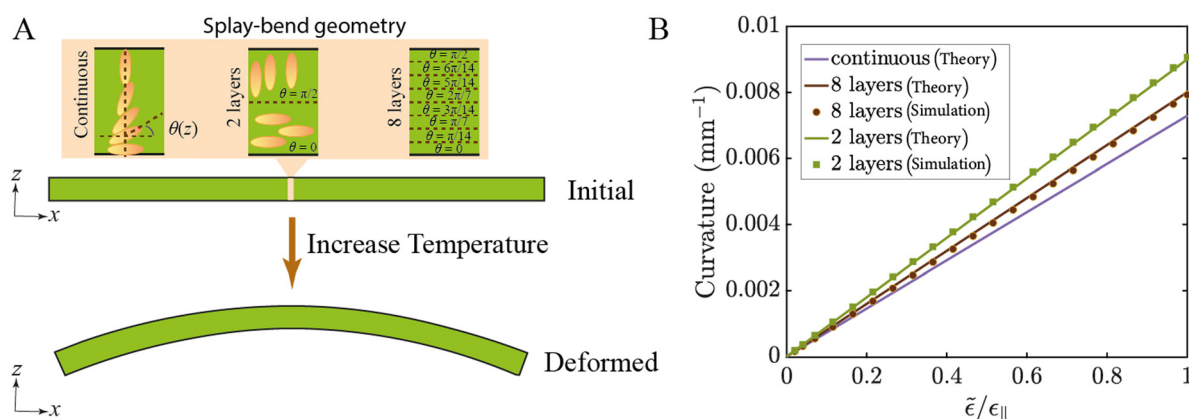 A
Splay-bend geometry
Continuous
θ(z)
2 layers
θ = π/2
θ = 0
8 layers
θ = π/2
θ = 6π/14
θ = 5π/14
θ = 2π/7
θ = 3π/14
θ = π/7
θ = π/14
θ = 0
z
x
Initial
Increase Temperature
z
x
Deformed
B
0.01
0.008
0.006
0.004
0.002
0
Curvature (mm⁻¹)
continuous (Theory)
8 layers (Theory)
8 layers (Simulation)
2 layers (Theory)
2 layers (Simulation)
0 0.2 0.4 0.6 0.8 1
ε̃/ε∥